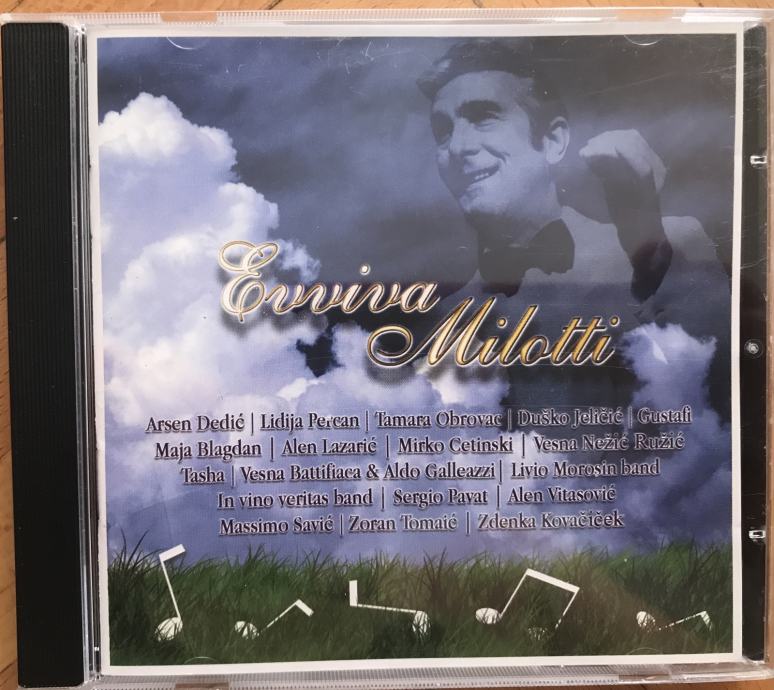 Evviva
Milotti
Arsen Dedić | Lidija Percan | Tamara Obrovac | Duško Jeličić | Gustafi
Maja Blagdan | Alen Lazarić | Mirko Cetinski | Vesna Nežić Ružić
Tasha | Vesna Battifiaca & Aldo Galleazzi | Livio Morosin band
In vino veritas band | Sergio Pavat | Alen Vitasović
Massimo Savić | Zoran Tomaić | Zdenka Kovačíček